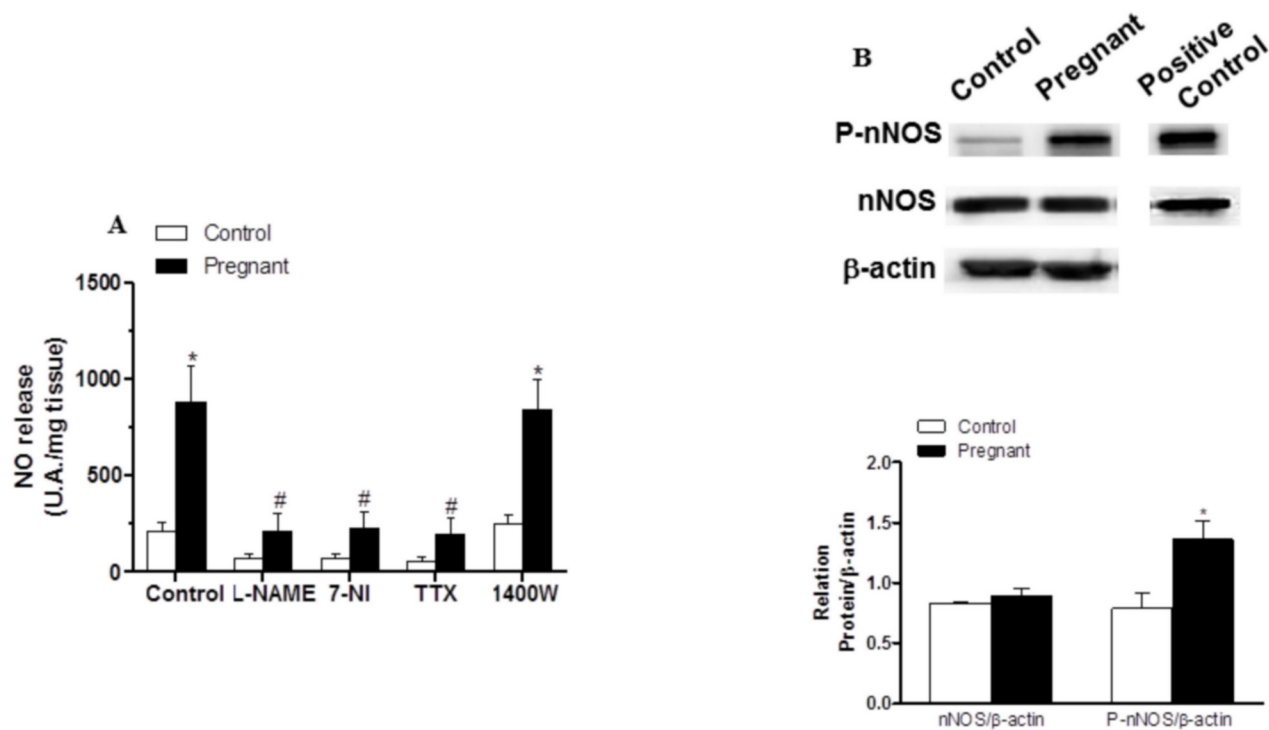 A
Control
Pregnant
1500
1000
500
0
NO release
(U.A./mg tissue)
*
#
#
#
*
Control L-NAME 7-NI TTX 1400W
B
Control Pregnant Positive Control
P-nNOS
nNOS
β-actin
Control
Pregnant
2.0
1.5
1.0
0.5
0.0
Relation
Protein/β-actin
*
nNOS/β-actin P-nNOS/β-actin